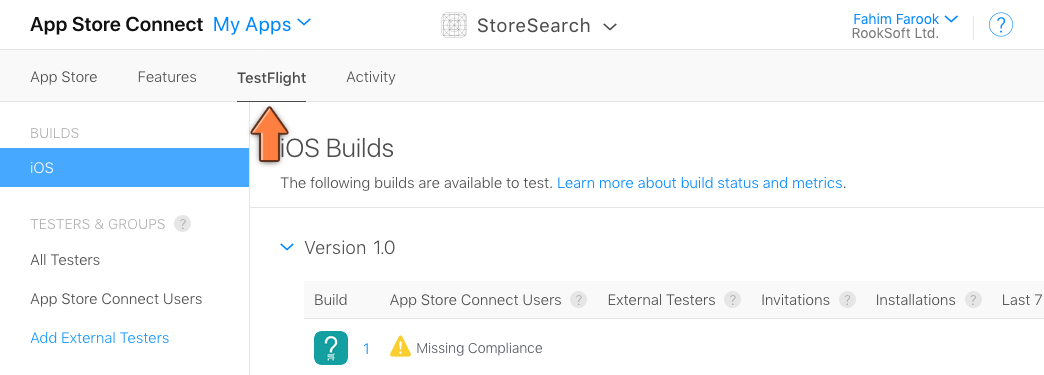 App Store Connect My Apps StoreSearch Fahim Farook
RookSoft Ltd. ?
App Store Features TestFlight Activity
BUILDS
iOS
TESTERS & GROUPS ?
All Testers
App Store Connect Users
Add External Testers
iOS Builds
The following builds are available to test. Learn more about build status and metrics.
Version 1.0
Build App Store Connect Users ? External Testers ? Invitations ? Installations ? Last 7
? 1 Missing Compliance